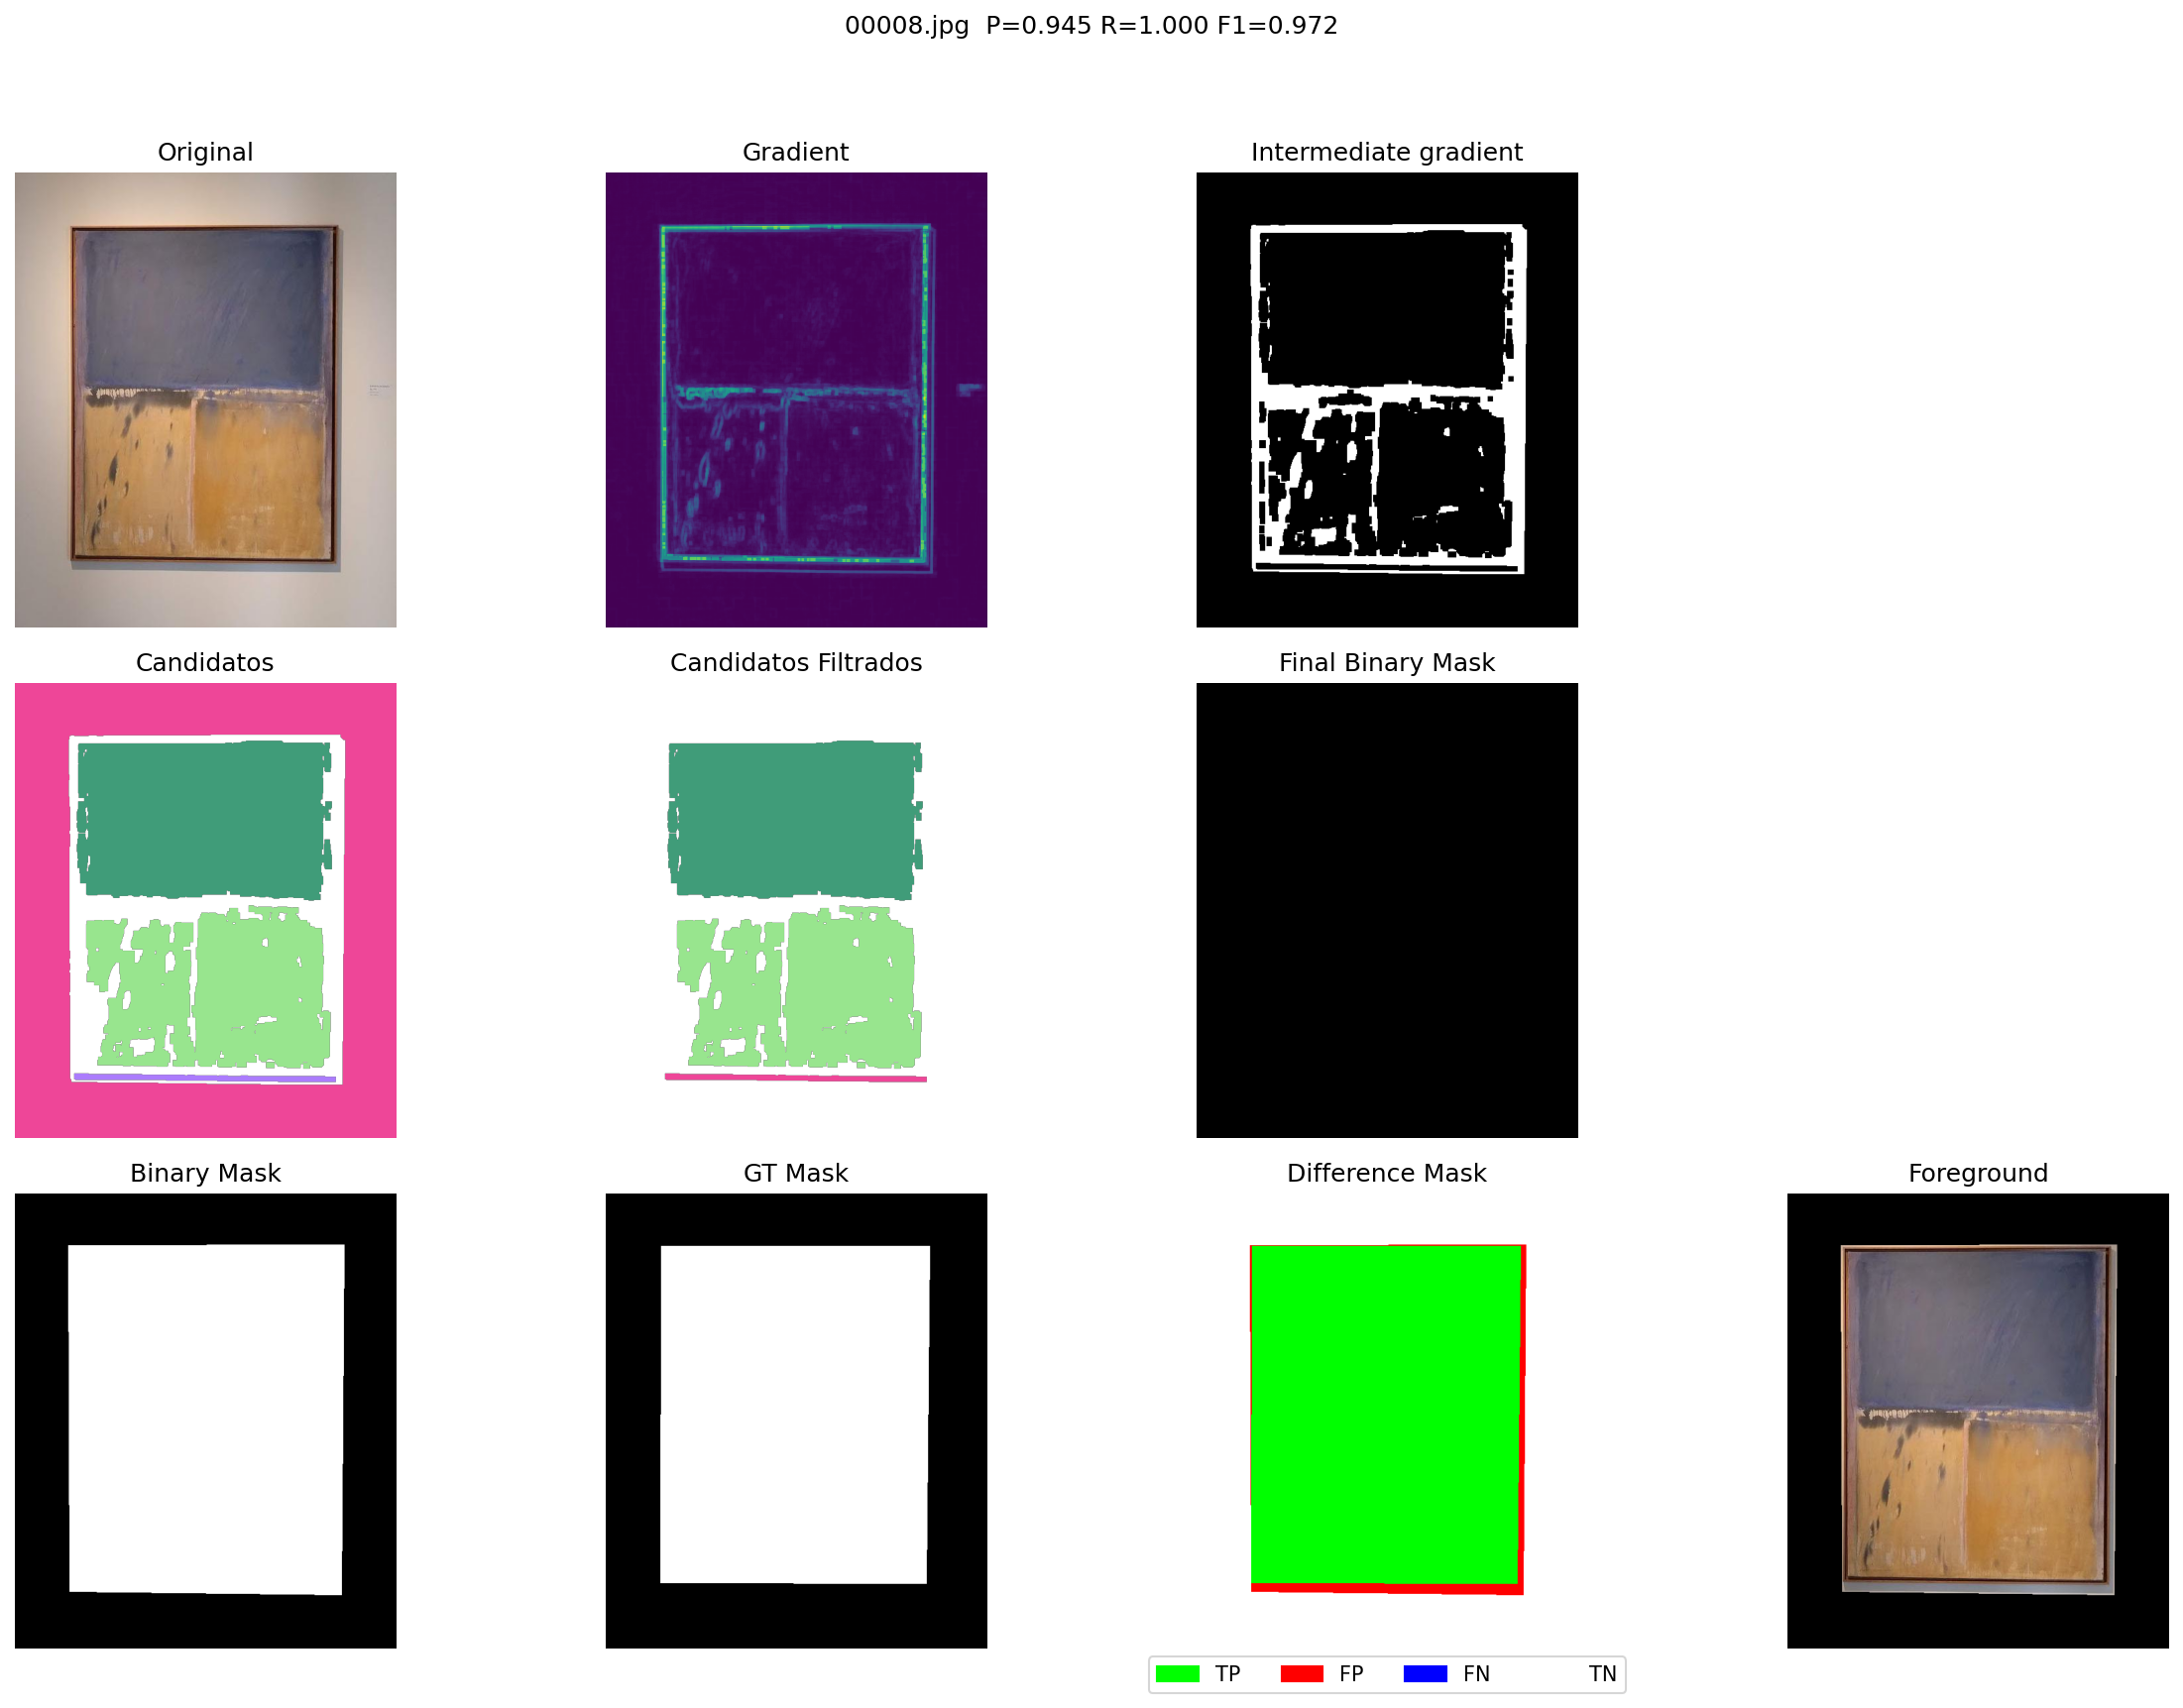 00008.jpg  P=0.945 R=1.000 F1=0.972
Original
Gradient
Intermediate gradient
Candidatos
Candidatos Filtrados
Final Binary Mask
Binary Mask
GT Mask
Difference Mask
Foreground
TP
FP
FN
TN